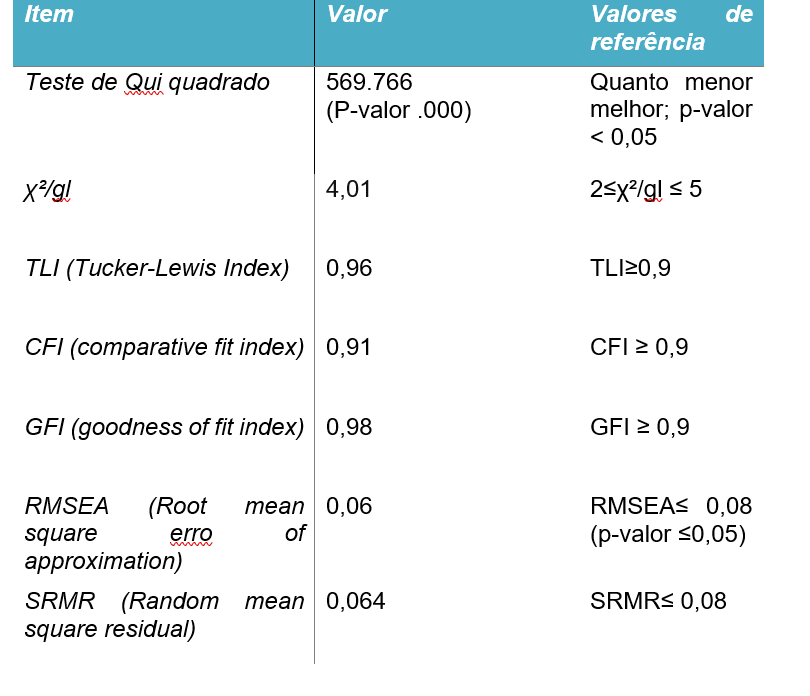 Item Valor Valores de
referência
Teste de Qui quadrado 569.766 Quanto menor
(P-valor .000) melhor; p-valor
< 0,05
χ²/gl 4,01 2≤χ²/gl ≤ 5
TLI (Tucker-Lewis Index) 0,96 TLI≥0,9
CFI (comparative fit index) 0,91 CFI ≥ 0,9
GFI (goodness of fit index) 0,98 GFI ≥ 0,9
RMSEA (Root mean 0,06 RMSEA≤ 0,08
square erro of (p-valor ≤0,05)
approximation)
SRMR (Random mean 0,064 SRMR≤ 0,08
square residual)